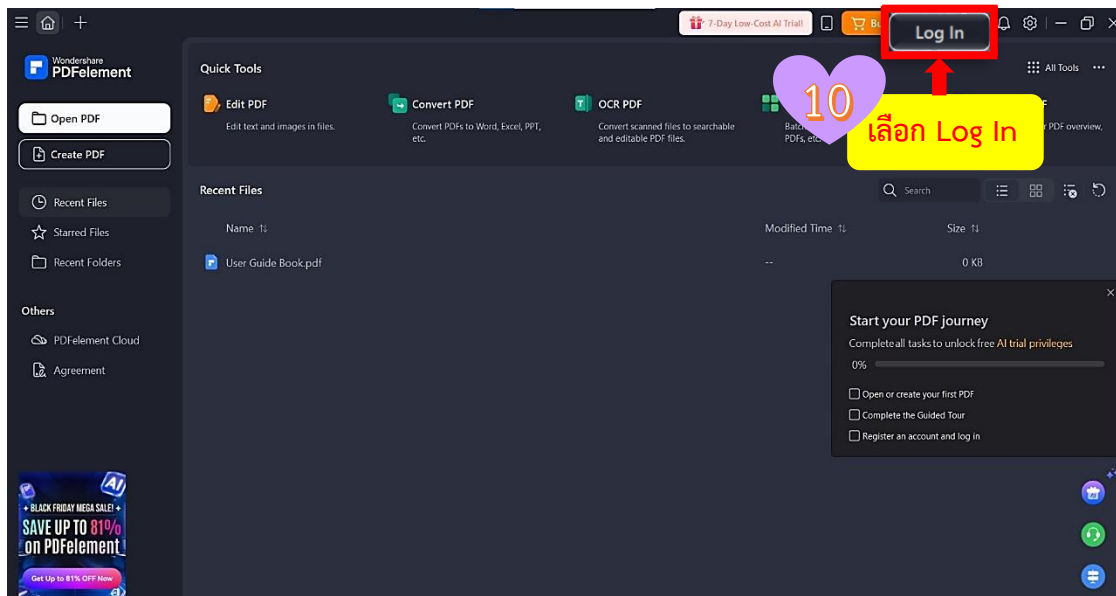 7-Day Low-Cost AI Trial!
Log In
Wondershare
PDFelement
Quick Tools
All Tools
10
เลือก Log In
Open PDF
Create PDF
Edit PDF
Edit text and images in files.
Convert PDF
Convert PDFs to Word, Excel, PPT,
etc.
OCR PDF
Convert scanned files to searchable
and editable PDF files.
PDFs, etc.
PDF overview,
Recent Files
Starred Files
Recent Folders
Others
PDFelement Cloud
Agreement
Recent Files
Search
Name
Modified Time
Size
User Guide Book.pdf
--
0 KB
Start your PDF journey
Complete all tasks to unlock free AI trial privileges
0%
Open or create your first PDF
Complete the Guided Tour
Register an account and log in
AI
BLACK FRIDAY MEGA SALE!
SAVE UP TO 81%
on PDFelement
Get Up to 81% OFF Now